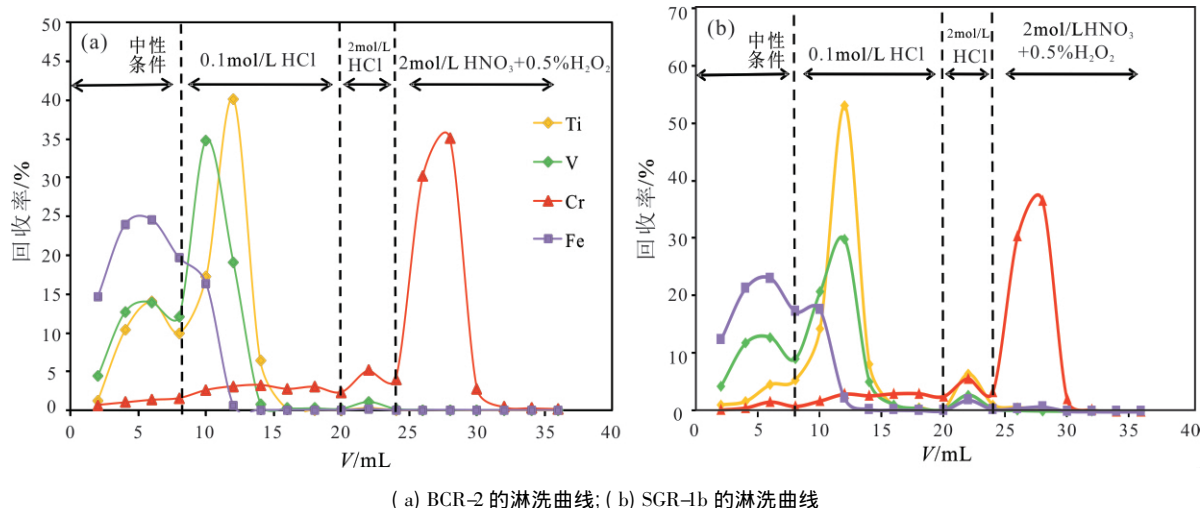 (a)
中性
条件
0.1mol/L HCl
2mol/L
HCl
2mol/L HNO₃+0.5%H₂O₂
Ti
V
Cr
Fe
回收率/%
50
45
40
35
30
25
20
15
10
5
0
0 5 10 15 20 25 30 35 40
V/mL
(b)
中性
条件
0.1mol/L HCl
2mol/L
HCl
2mol/LHNO₃
+0.5%H₂O₂
回收率/%
70
60
50
40
30
20
10
0
0 5 10 15 20 25 30 35 40
V/mL
(a) BCR-2 的淋洗曲线; (b) SGR-1b 的淋洗曲线